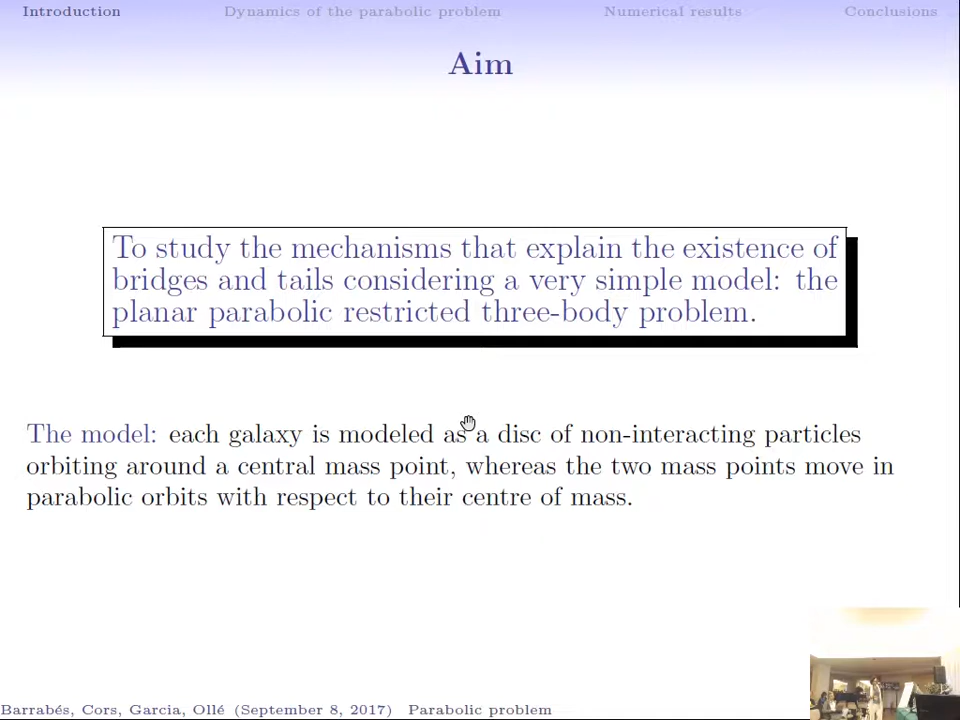 Introduction Dynamics of the parabolic problem Numerical results Conclusions
Aim
To study the mechanisms that explain the existence of
bridges and tails considering a very simple model: the
planar parabolic restricted three-body problem.
The model: each galaxy is modeled as a disc of non-interacting particles
orbiting around a central mass point, whereas the two mass points move in
parabolic orbits with respect to their centre of mass.
Barrabés, Cors, Garcia, Ollé (September 8, 2017) Parabolic problem